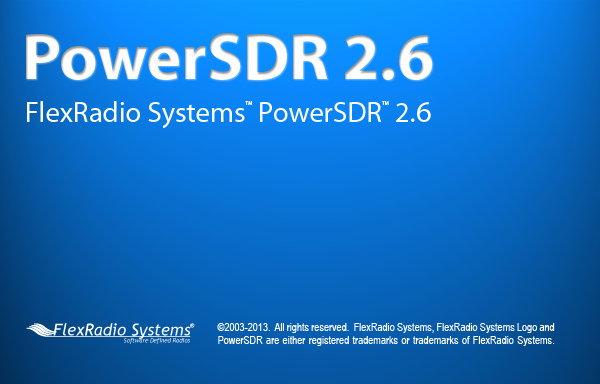 PowerSDR 2.6
FlexRadio Systems™ PowerSDR™ 2.6
FlexRadio Systems®
Software Defined Radios
©2003-2013. All rights reserved. FlexRadio Systems, FlexRadio Systems Logo and
PowerSDR are either registered trademarks or trademarks of FlexRadio Systems.